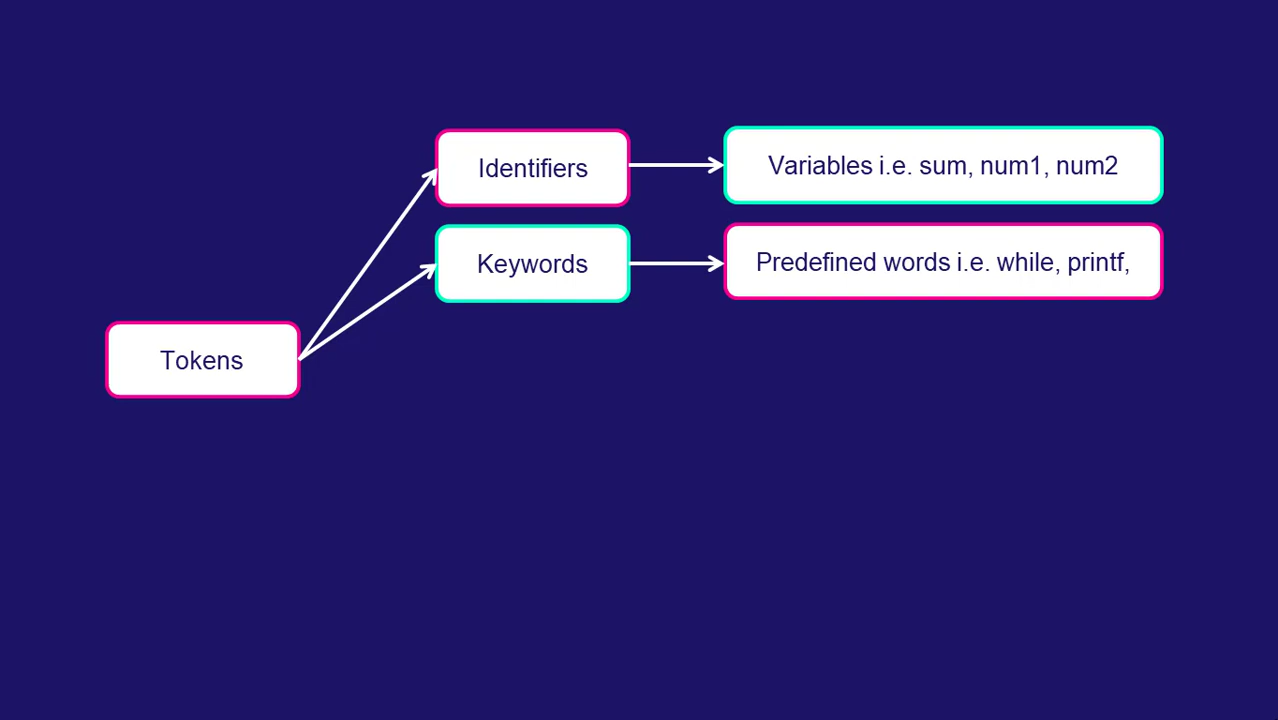 Identifiers
Variables i.e. sum, num1, num2
Keywords
Predefined words i.e. while, printf,
Tokens